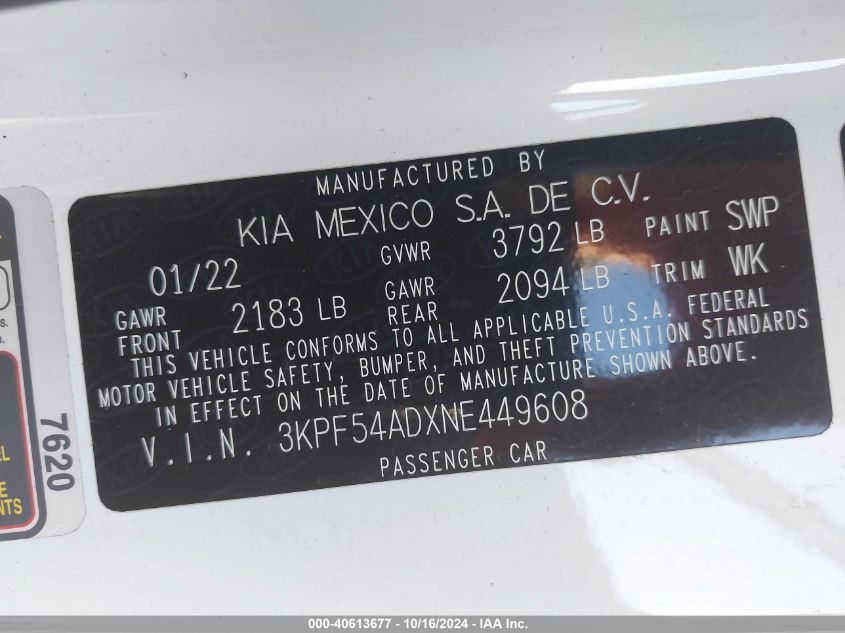 MANUFACTURED BY
KIA MEXICO S.A. DE C.V.
01/22 GVWR 3792 LB PAINT SWP
GAWR FRONT 2183 LB GAWR REAR 2094 LB TRIM WK
THIS VEHICLE CONFORMS TO ALL APPLICABLE U.S.A. FEDERAL
MOTOR VEHICLE SAFETY, BUMPER, AND THEFT PREVENTION STANDARDS
IN EFFECT ON THE DATE OF MANUFACTURE SHOWN ABOVE.
V.I.N. 3KPF54ADXNE449608
PASSENGER CAR
7620
000-40613677 - 10/16/2024 - IAA Inc.